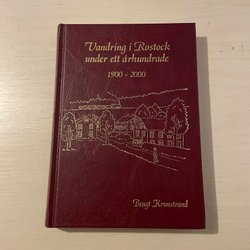 Vandring i Rostock
under ett århundrade
1900 - 2000
Bengt Kronstrand